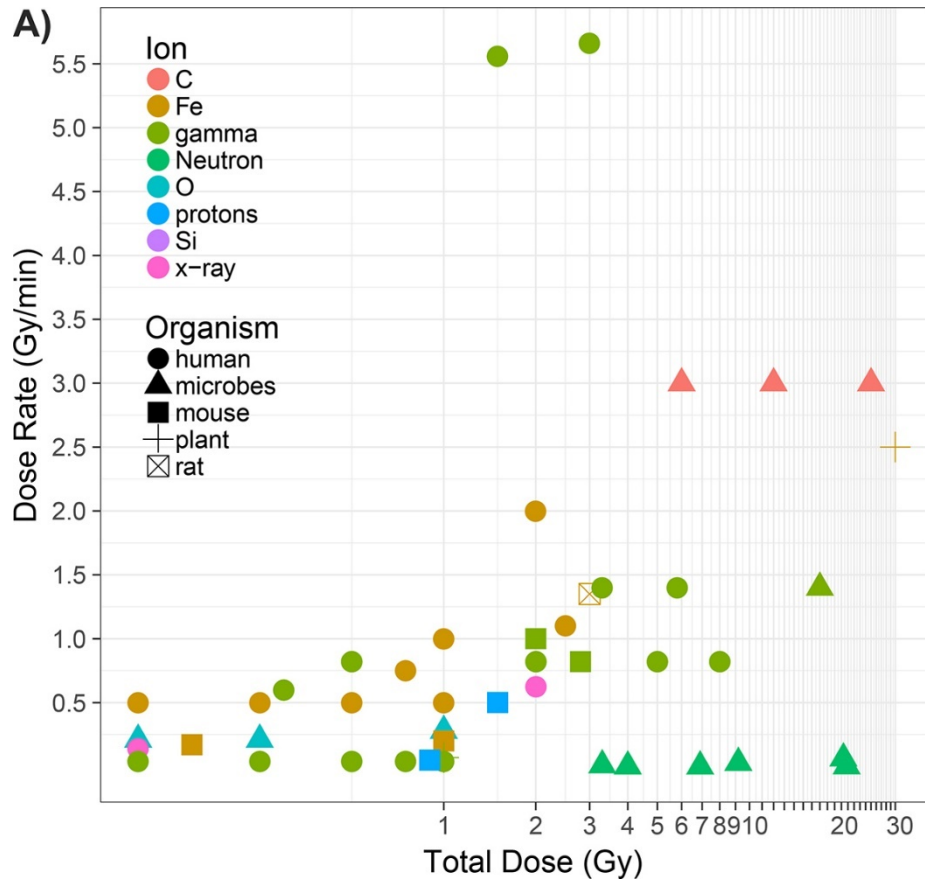 A)
Ion
C
Fe
gamma
Neutron
O
protons
Si
x−ray
Organism
human
microbes
mouse
plant
rat
Dose Rate (Gy/min)
5.5
5.0
4.5
4.0
3.5
3.0
2.5
2.0
1.5
1.0
0.5
1 2 3 4 5 6 7 8 9 10 20 30
Total Dose (Gy)